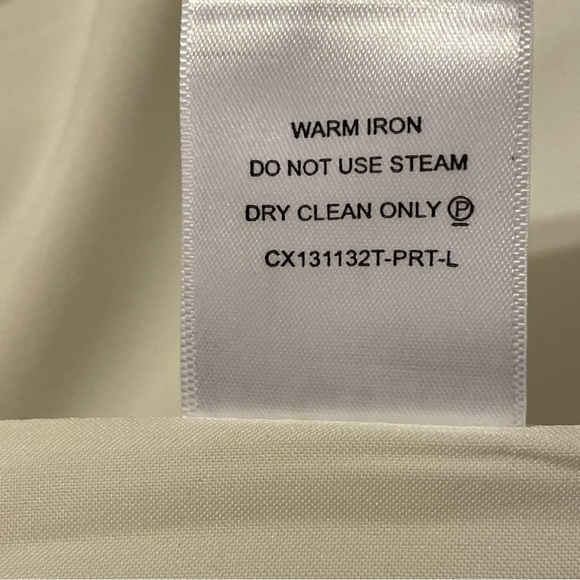 WARM IRON
DO NOT USE STEAM
DRY CLEAN ONLY Ⓟ
CX131132T-PRT-L